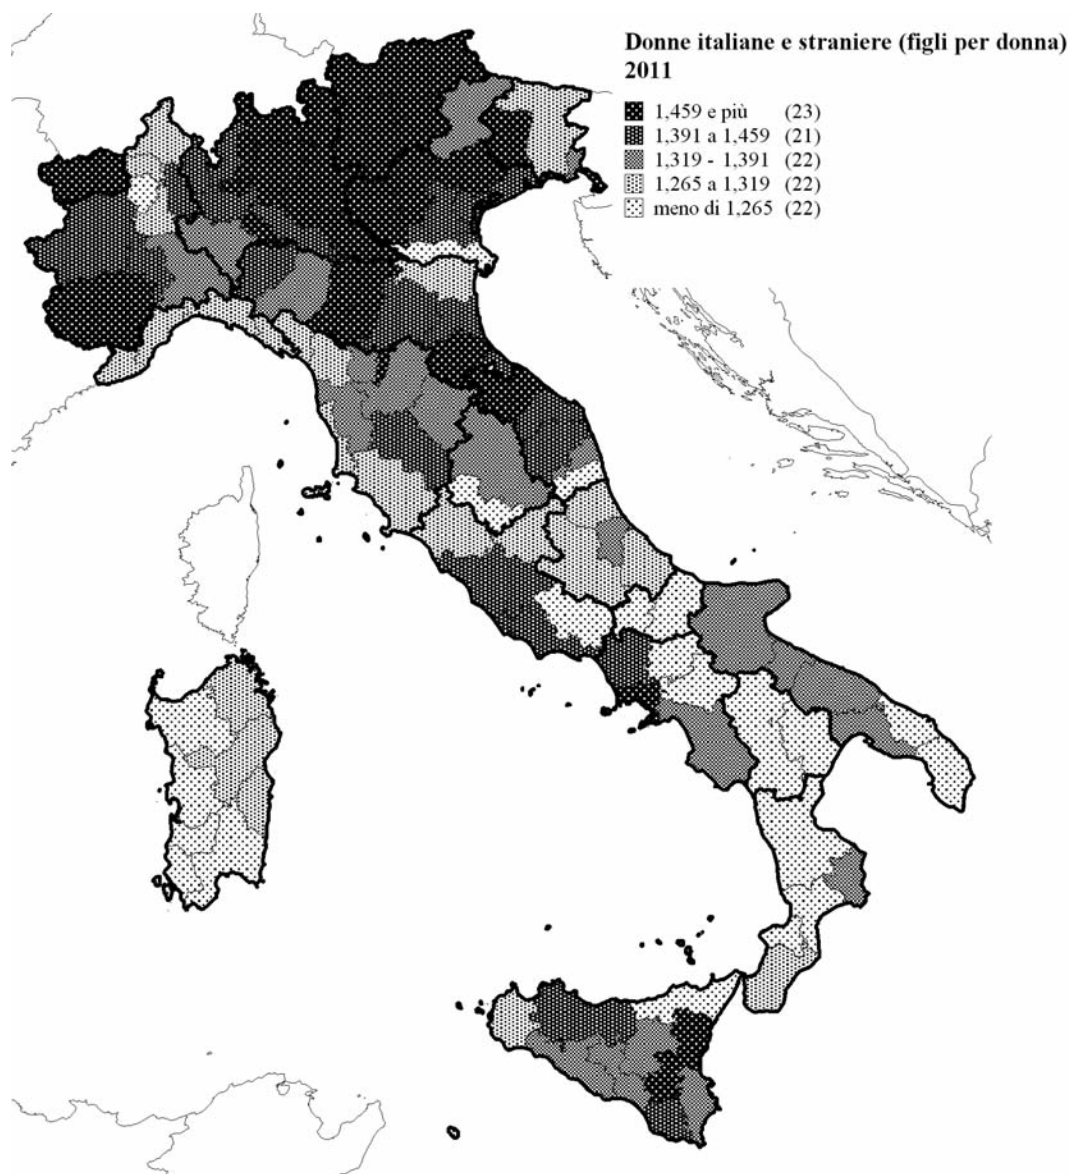 Donne italiane e straniere (figli per donna)
2011
1,459 e più (23)
1,391 a 1,459 (21)
1,319 - 1,391 (22)
1,265 a 1,319 (22)
meno di 1,265 (22)